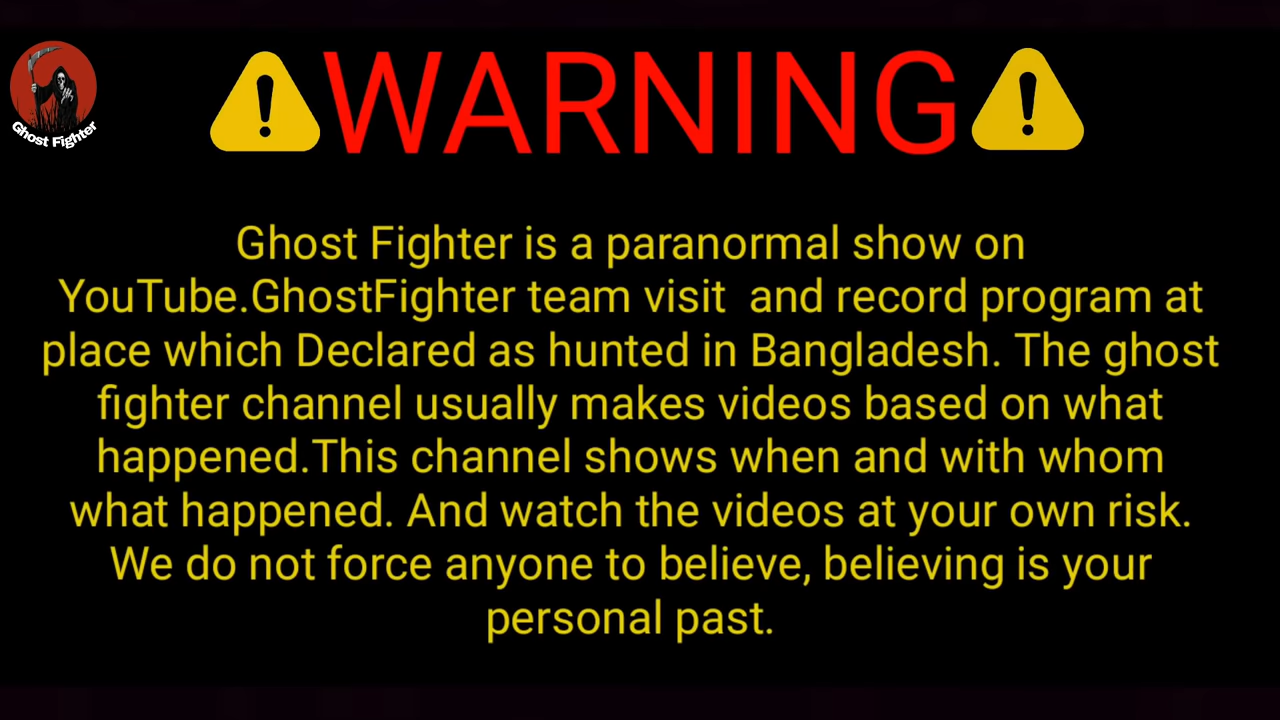 Ghost Fighter
WARNING
Ghost Fighter is a paranormal show on
YouTube.GhostFighter team visit  and record program at
place which Declared as hunted in Bangladesh. The ghost
fighter channel usually makes videos based on what
happened.This channel shows when and with whom
what happened. And watch the videos at your own risk.
We do not force anyone to believe, believing is your
personal past.